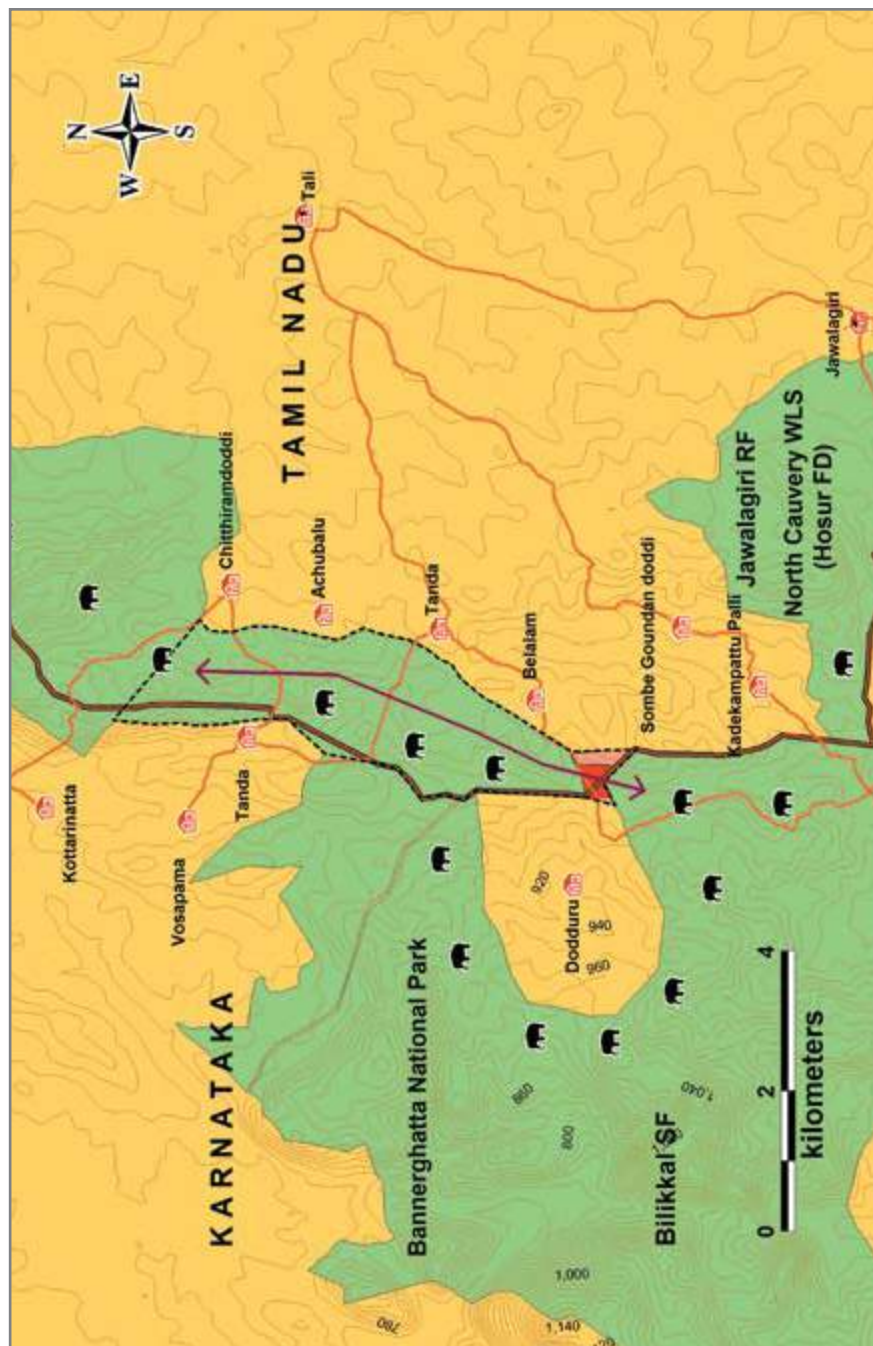 N
W E
S
Kottarinatta
Vosapama
KARNATAKA
Chitthiramdoddi
Tanda
TAMIL NADU
Tali
Achubalu
780
Bannerghatta National Park
Tanda
860
Belalam
920
1,140
1,000
800
Dodduru
940
960
Sombe Goundan doddi
Bilikkal SF
1,040
Kadekampattu Palli
Jawalagiri RF
North Cauvery WLS
(Hosur FD)
0 2 4
kilometers
Jawalagiri